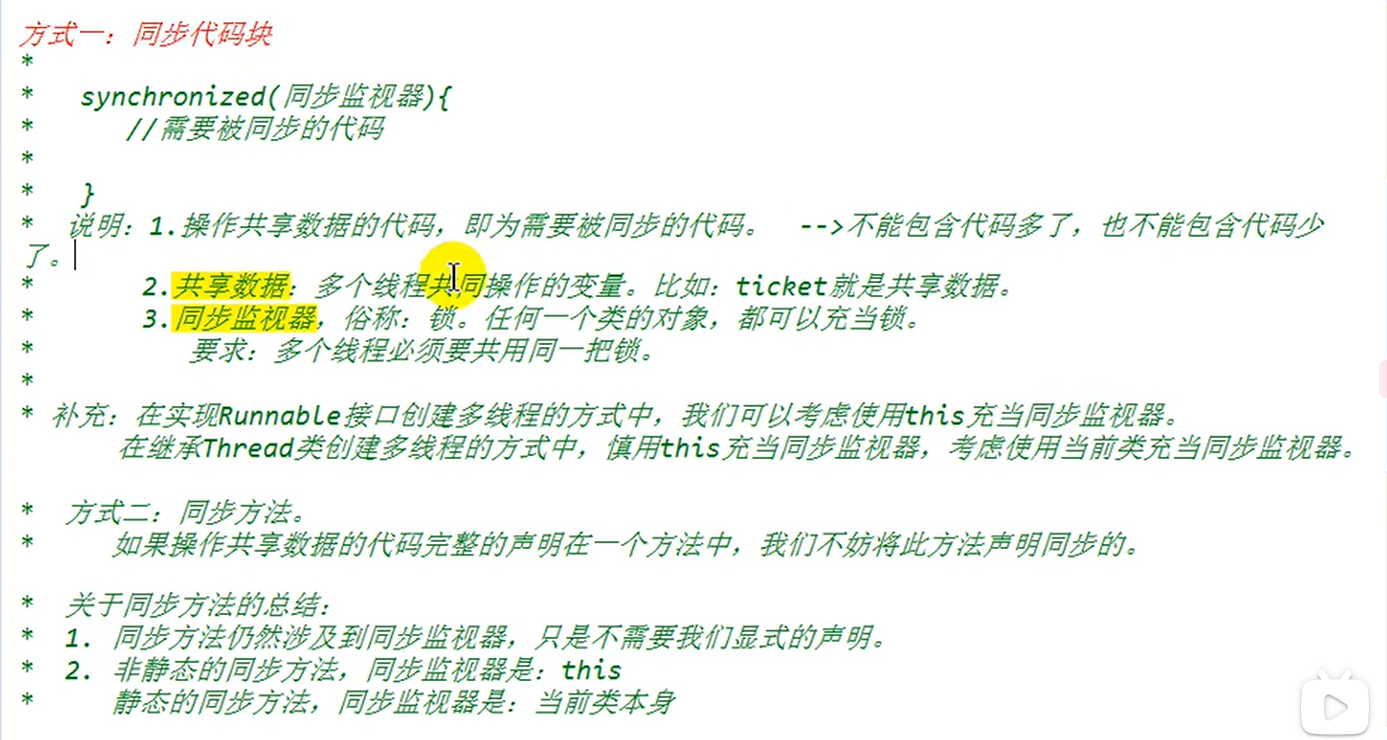 方式一：同步代码块
*
*   synchronized(同步监视器){
*      //需要被同步的代码
*
*   }
*  说明：1.操作共享数据的代码，即为需要被同步的代码。  -->不能包含代码多了，也不能包含代码少
了。
*       2.共享数据：多个线程共同操作的变量。比如：ticket就是共享数据。
*       3.同步监视器，俗称：锁。任何一个类的对象，都可以充当锁。
*          要求：多个线程必须要共用同一把锁。
*
*  补充：在实现Runnable接口创建多线程的方式中，我们可以考虑使用this充当同步监视器。
在继承Thread类创建多线程的方式中，慎用this充当同步监视器，考虑使用当前类充当同步监视器。
*  方式二：同步方法。
*     如果操作共享数据的代码完整的声明在一个方法中，我们不妨将此方法声明同步的。
*  关于同步方法的总结：
*  1. 同步方法仍然涉及到同步监视器，只是不需要我们显式的声明。
*  2. 非静态的同步方法，同步监视器是：this
*     静态的同步方法，同步监视器是：当前类本身